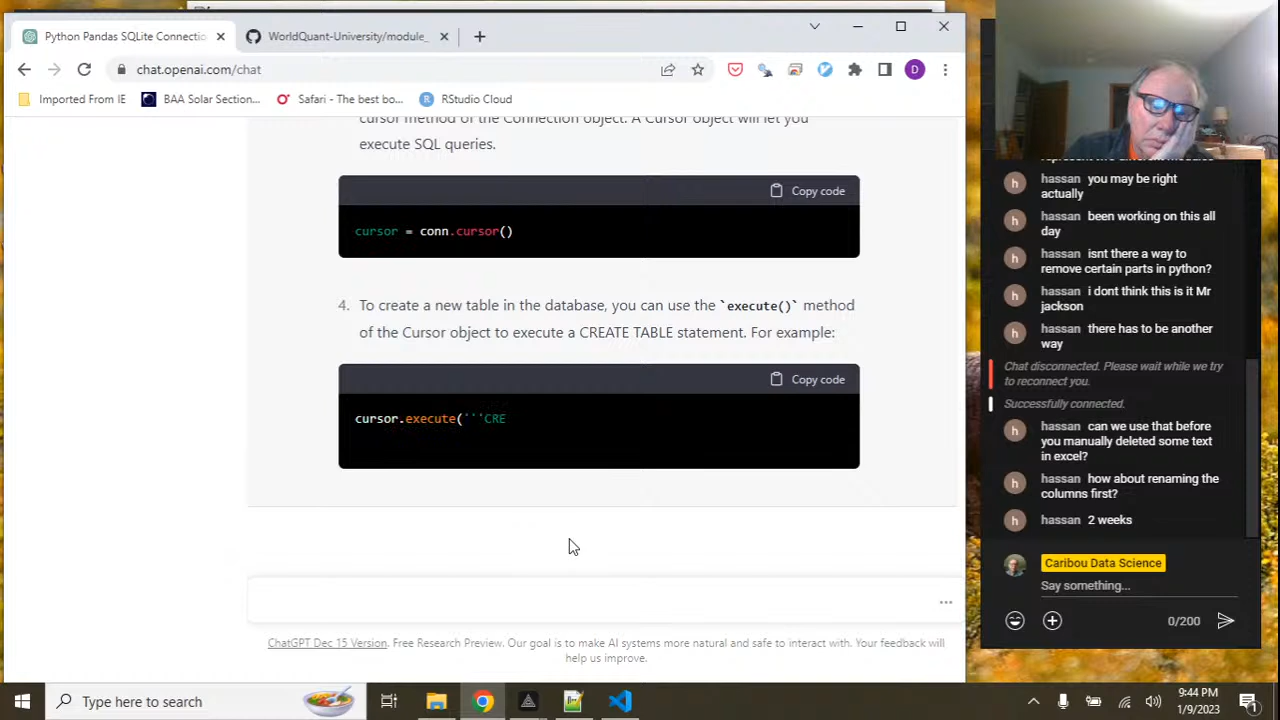 Python Pandas SQLite Connectio
WorldQuant-University/module_
chat.openai.com/chat
D
Imported From IE
BAA Solar Section...
Safari - The best bo...
R
RStudio Cloud
cursor method of the Connection object. A Cursor object will let you
execute SQL queries.
Copy code
cursor = conn.cursor()
4. To create a new table in the database, you can use the `execute()` method
of the Cursor object to execute a CREATE TABLE statement. For example:
Copy code
cursor.execute('''CRE
ChatGPT Dec 15 Version. Free Research Preview. Our goal is to make AI systems more natural and safe to interact with. Your feedback will
help us improve.
h
hassan you may be right
actually
h
hassan been working on this all
day
h
hassan isnt there a way to
remove certain parts in python?
h
hassan i dont think this is it Mr
jackson
h
hassan there has to be another
way
Chat disconnected. Please wait while we try
to reconnect you.
Successfully connected.
h
hassan can we use that before
you manually deleted some text
in excel?
h
hassan how about renaming the
columns first?
h
hassan 2 weeks
Caribou Data Science
Say something...
0/200
Type here to search
9:44 PM
1/9/2023
1